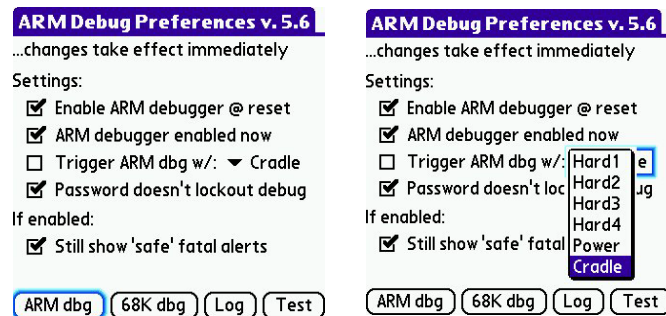 ARM Debug Preferences v. 5.6
...changes take effect immediately
Settings:
Enable ARM debugger @ reset
ARM debugger enabled now
Trigger ARM dbg w/: Cradle
Password doesn't lockout debug
If enabled:
Still show 'safe' fatal alerts
ARM dbg 68K dbg Log Test
ARM Debug Preferences v. 5.6
...changes take effect immediately
Settings:
Enable ARM debugger @ reset
ARM debugger enabled now
Trigger ARM dbg w/: e
Password doesn't loc ug
If enabled:
Still show 'safe' fatal
Hard1
Hard2
Hard3
Hard4
Power
Cradle
ARM dbg 68K dbg Log Test